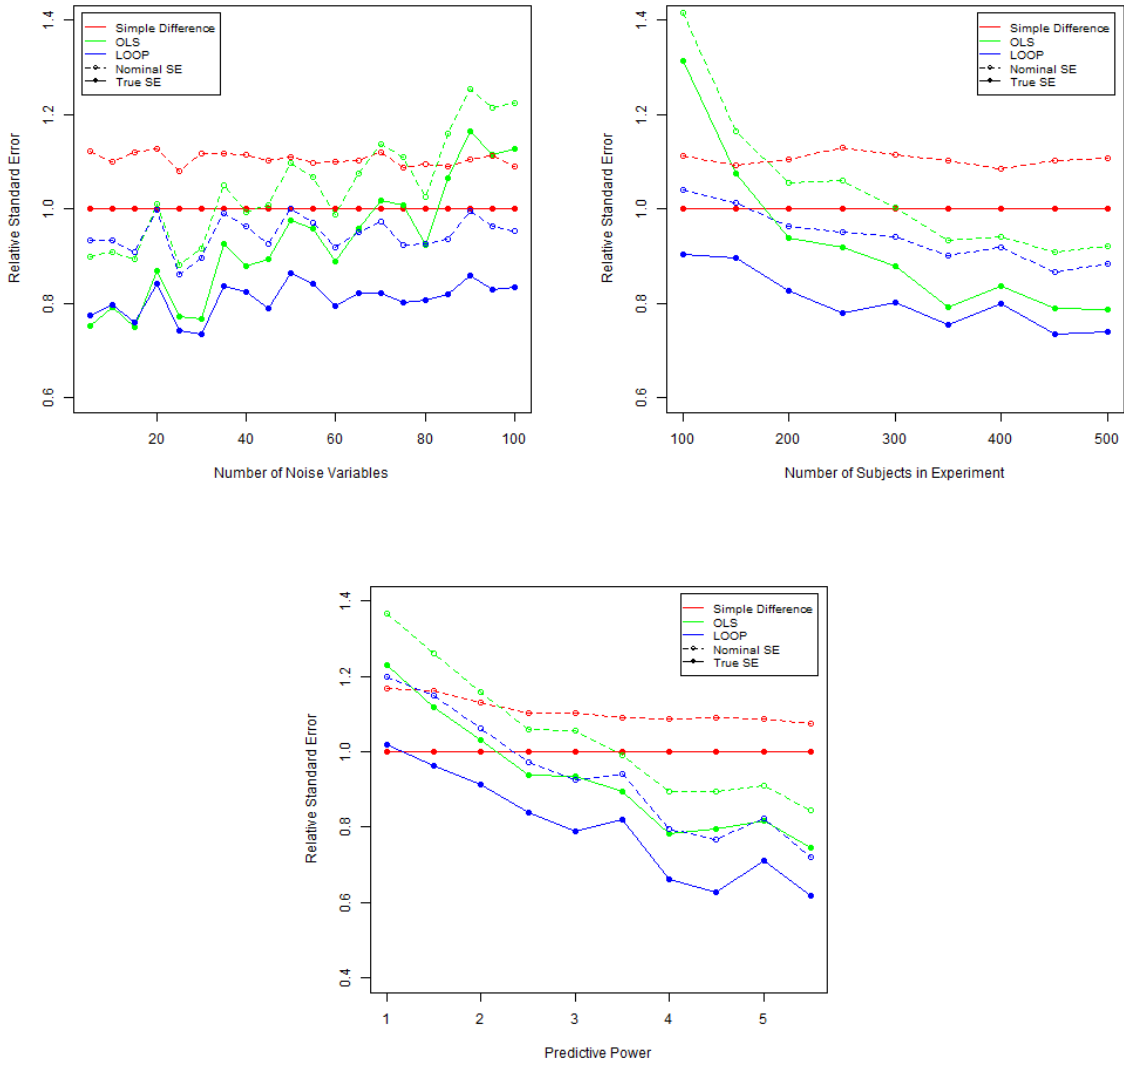 1.4
1.2
1.0
0.8
0.6
Relative Standard Error
Simple Difference
OLS
LOOP
Nominal SE
True SE
20 40 60 80 100
Number of Noise Variables
1.4
1.2
1.0
0.8
0.6
Relative Standard Error
Simple Difference
OLS
LOOP
Nominal SE
True SE
100 200 300 400 500
Number of Subjects in Experiment
1.4
1.2
1.0
0.8
0.6
0.4
Relative Standard Error
Simple Difference
OLS
LOOP
Nominal SE
True SE
1 2 3 4 5
Predictive Power